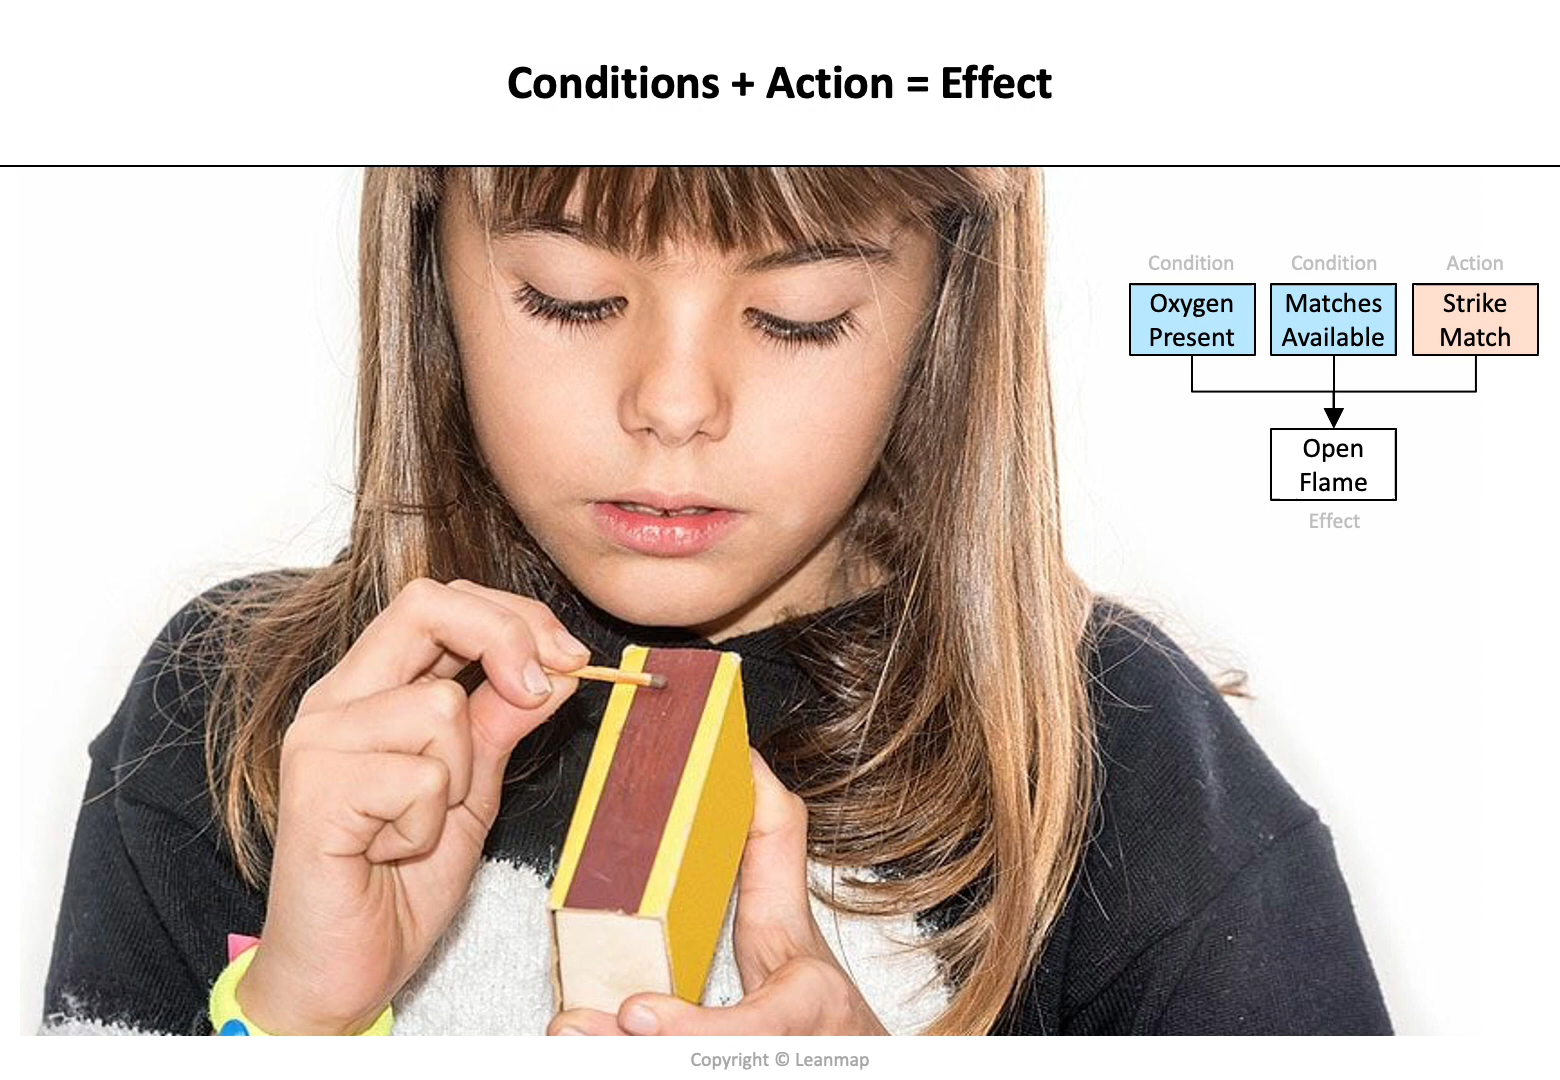 Conditions + Action = Effect
Condition
Condition
Action
Oxygen
Present
Matches
Available
Strike
Match
Open
Flame
Effect
Copyright © Leanmap